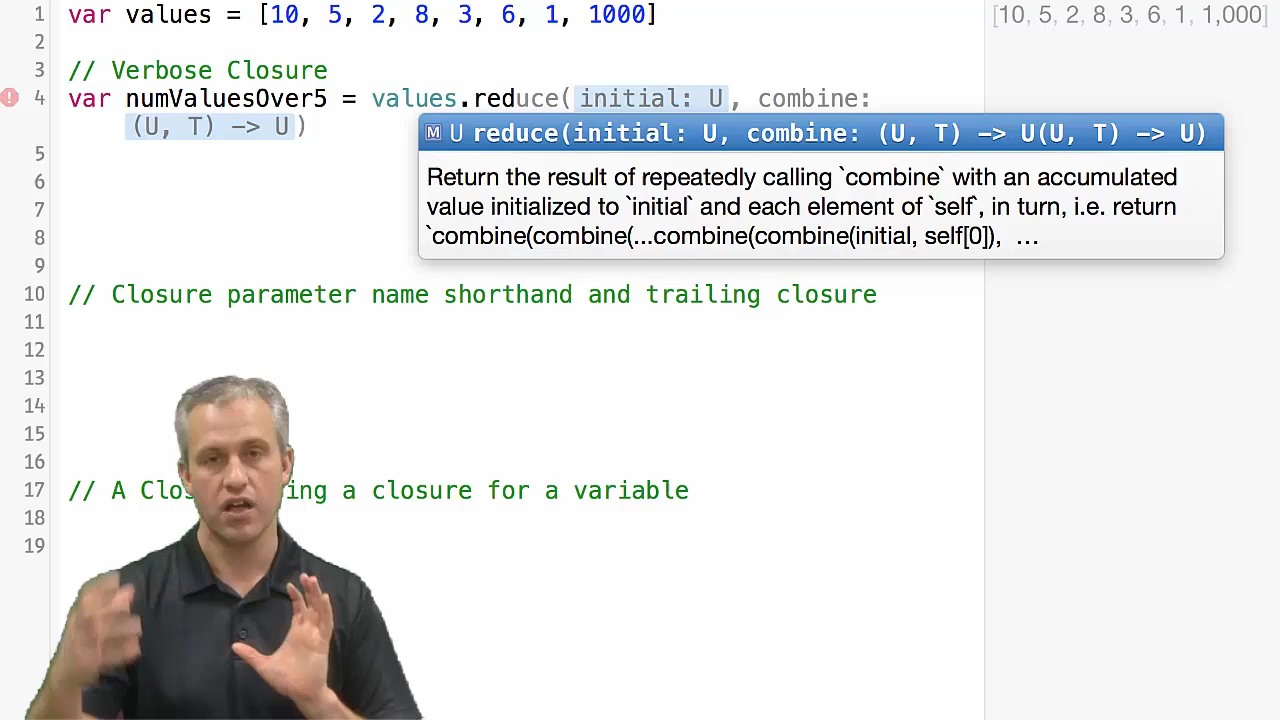 1 var values = [10, 5, 2, 8, 3, 6, 1, 1000]
[10, 5, 2, 8, 3, 6, 1, 1,000]
2
3 // Verbose Closure
4 var numValuesOver5 = values.reduce(initial: U, combine:
(U, T) -> U)
M U reduce(initial: U, combine: (U, T) -> U(U, T) -> U)
Return the result of repeatedly calling `combine` with an accumulated
value initialized to `initial` and each element of `self`, in turn, i.e. return
`combine(combine(...combine(combine(initial, self[0]), …
5
6
7
8
9
10 // Closure parameter name shorthand and trailing closure
11
12
13
14
15
16
17 // A Clo ing a closure for a variable
18
19